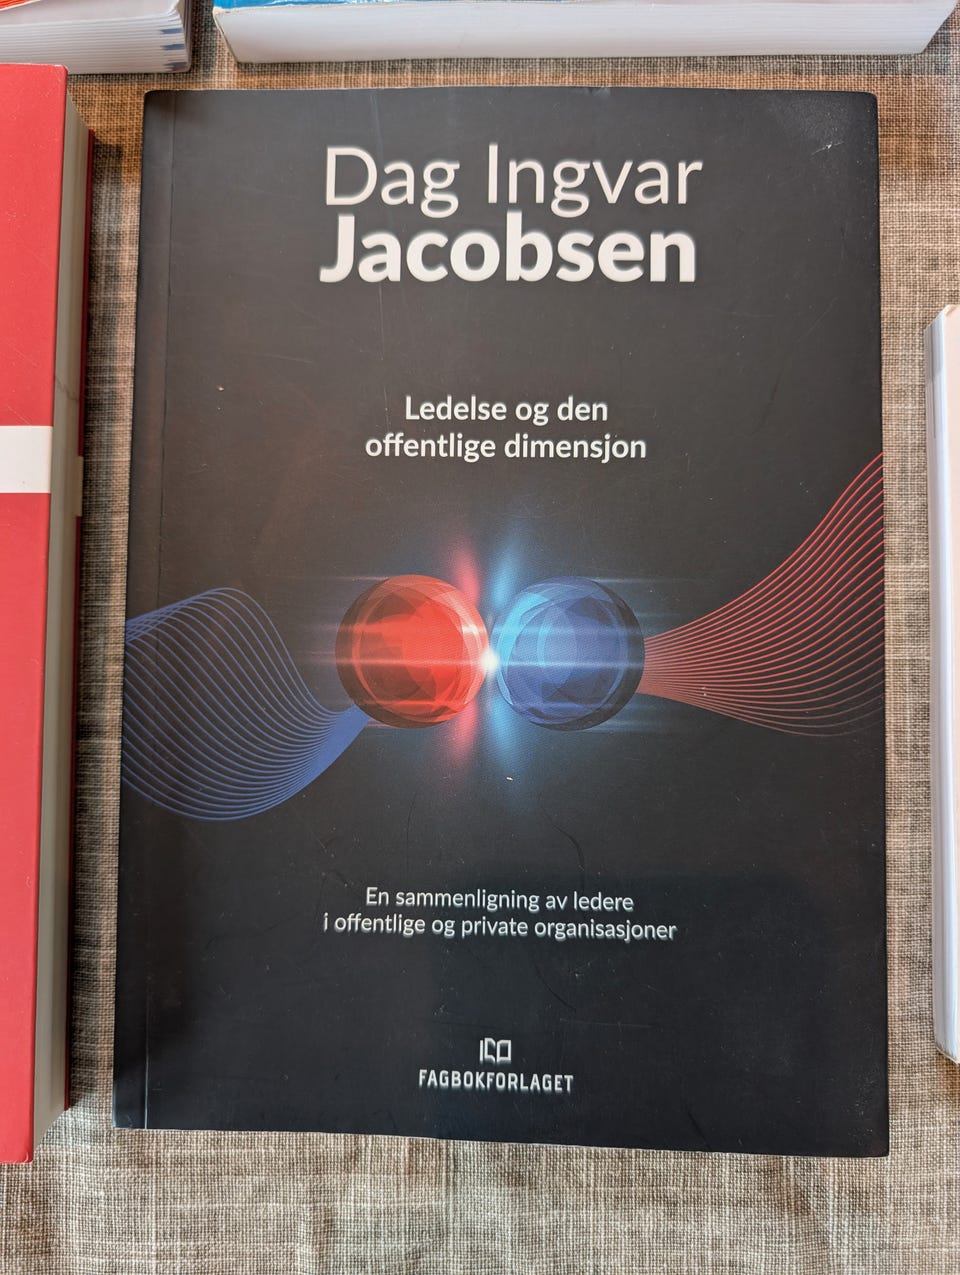 Dag Ingvar
Jacobsen
Ledelse og den
offentlige dimensjon
En sammenligning av ledere
i offentlige og private organisasjoner
FAGBOKFORLAGET